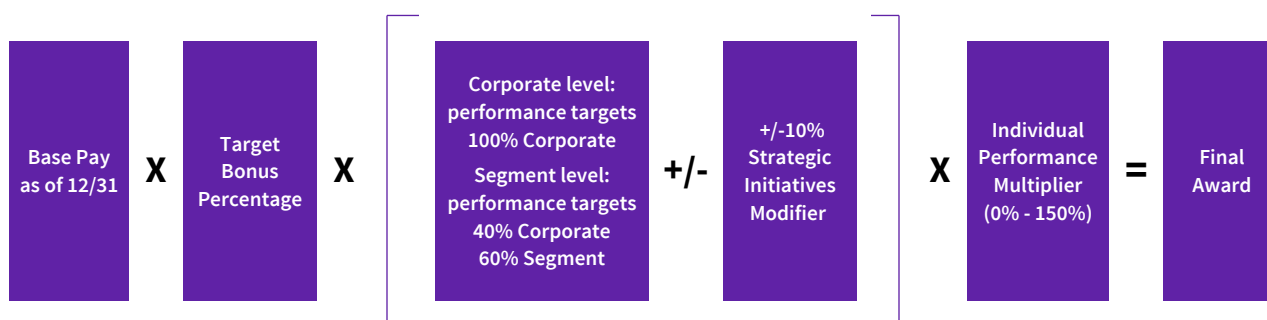 Base Pay
as of 12/31
X
Target
Bonus
Percentage
X
Corporate level:
performance targets
100% Corporate
Segment level:
performance targets
40% Corporate
60% Segment
+/-
+/-10%
Strategic
Initiatives
Modifier
X
Individual
Performance
Multiplier
(0% - 150%)
=
Final
Award